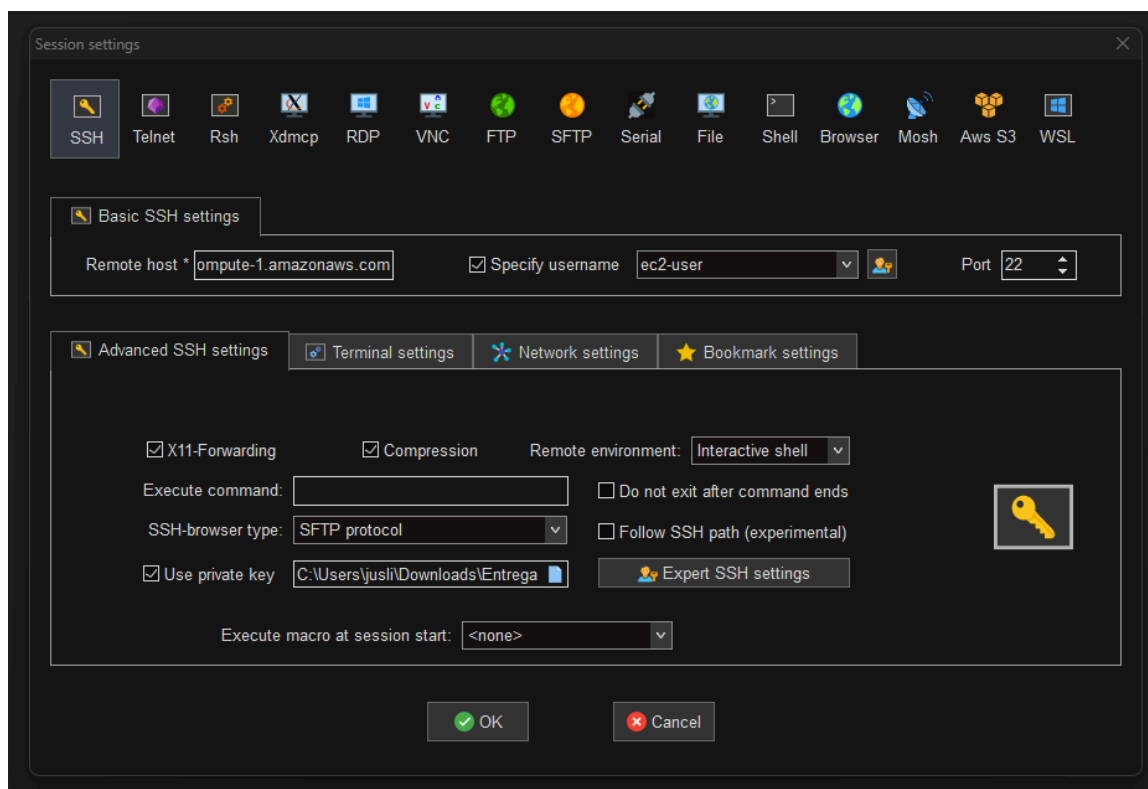 Session settings
SSH Telnet Rsh Xdmcp RDP VNC FTP SFTP Serial File Shell Browser Mosh Aws S3 WSL
Basic SSH settings
Remote host * ompute-1.amazonaws.com Specify username ec2-user Port 22
Advanced SSH settings Terminal settings Network settings Bookmark settings
X11-Forwarding Compression Remote environment: Interactive shell
Execute command: Do not exit after command ends
SSH-browser type: SFTP protocol Follow SSH path (experimental)
Use private key C:\Users\jusli\Downloads\Entrega Expert SSH settings
Execute macro at session start: <none>
OK Cancel